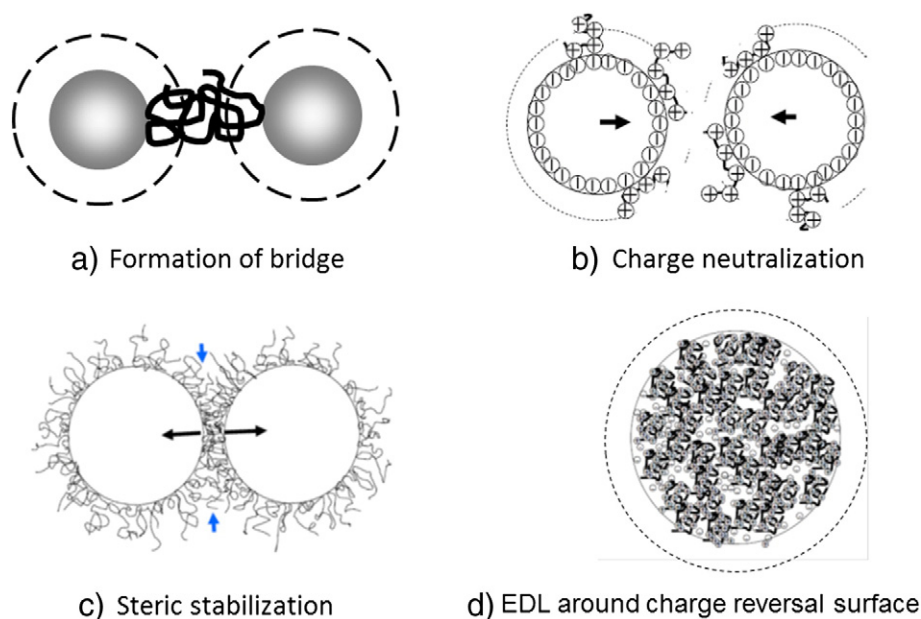 a) Formation of bridge
b) Charge neutralization
c) Steric stabilization
d) EDL around charge reversal surface